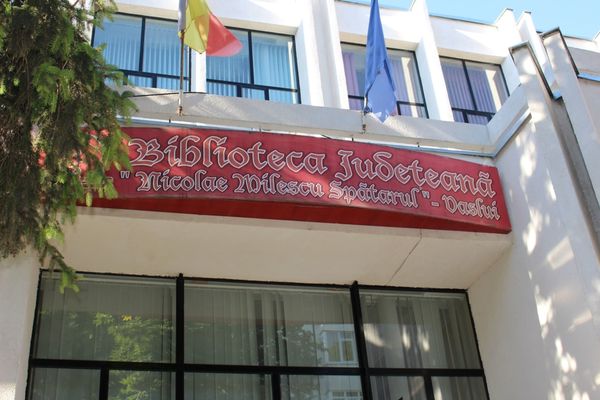 Biblioteca Județeană
"Nicolae Milescu Spătarul" - Vaslui